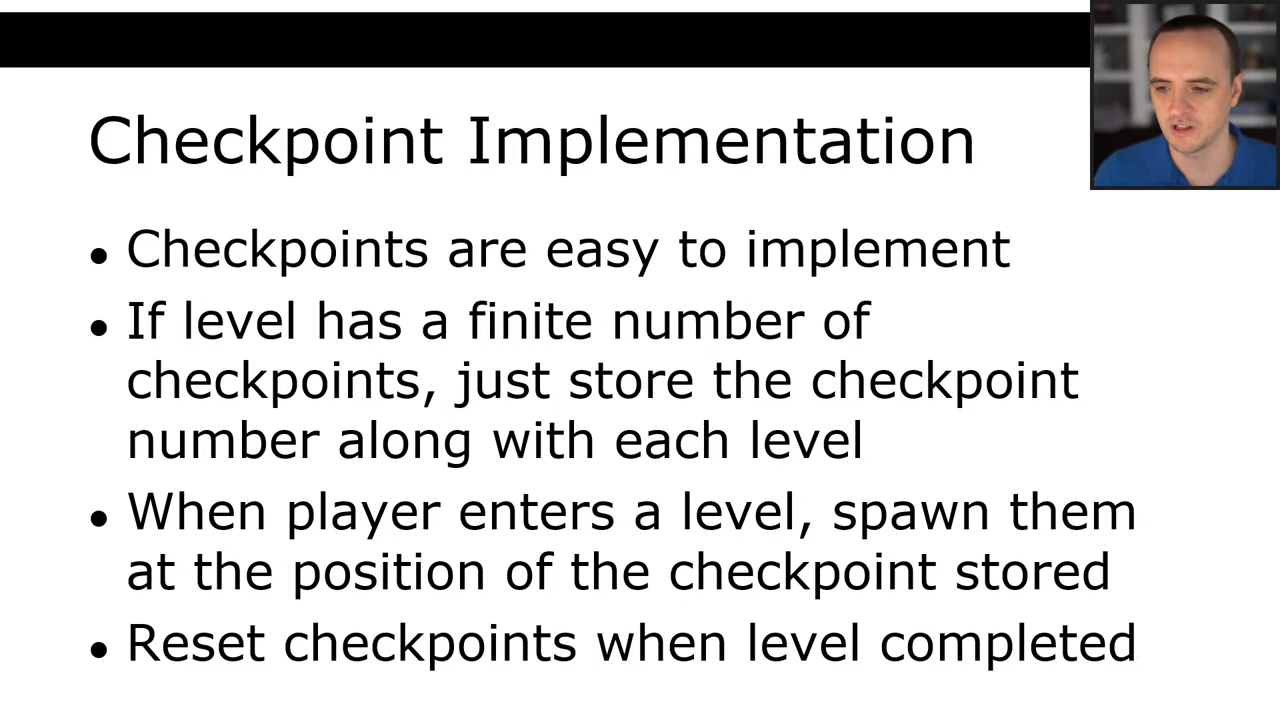 Checkpoint Implementation
• Checkpoints are easy to implement
• If level has a finite number of
checkpoints, just store the checkpoint
number along with each level
• When player enters a level, spawn them
at the position of the checkpoint stored
• Reset checkpoints when level completed